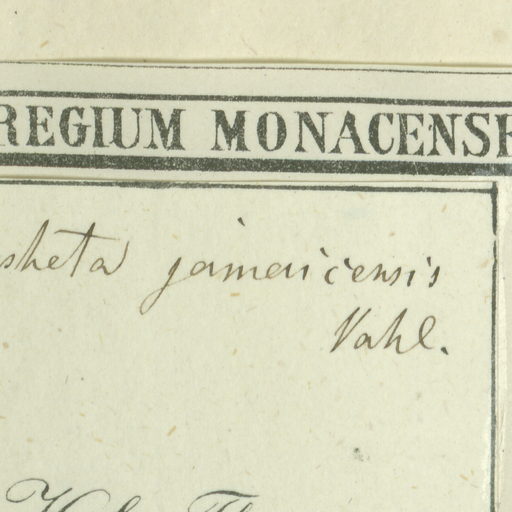 REGIUM MONACENSE
sheta jamaicensis
Vahl.